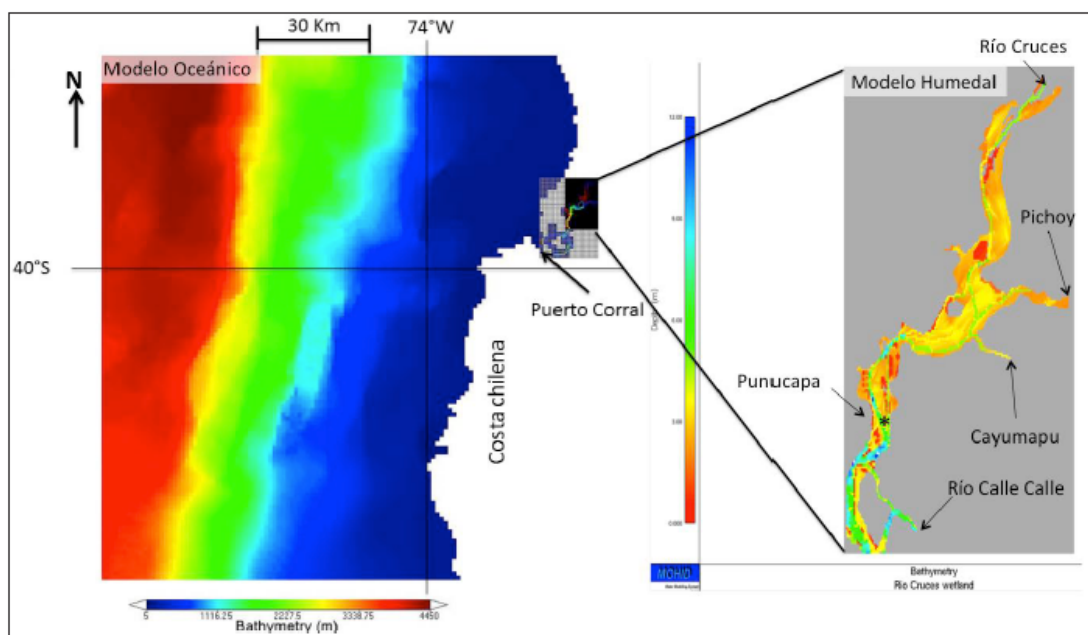 30 Km
74°W
Modelo Oceánico
N
40°S
Puerto Corral
Costa chilena
5
1116.25
2227.5
3338.75
4450
Bathymetry (m)
Río Cruces
Modelo Humedal
Pichoy
Punucapa
*
Cayumapu
Río Calle Calle
Depth (m)
MOHID
Bathymetry
Rio Cruces wetland